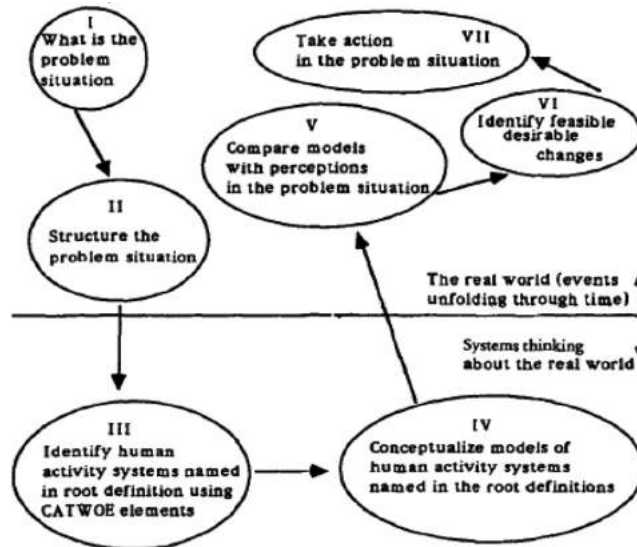 I
What is the
problem
situation
II
Structure the
problem situation
III
Identify human
activity systems named
in root definition using
CATWOE elements
IV
Conceptualize models of
human activity systems
named in the root definitions
V
Compare models
with perceptions
in the problem situation
VI
Identify feasible
desirable
changes
Take action VII
in the problem situation
The real world (events
unfolding through time)
Systems thinking
about the real world